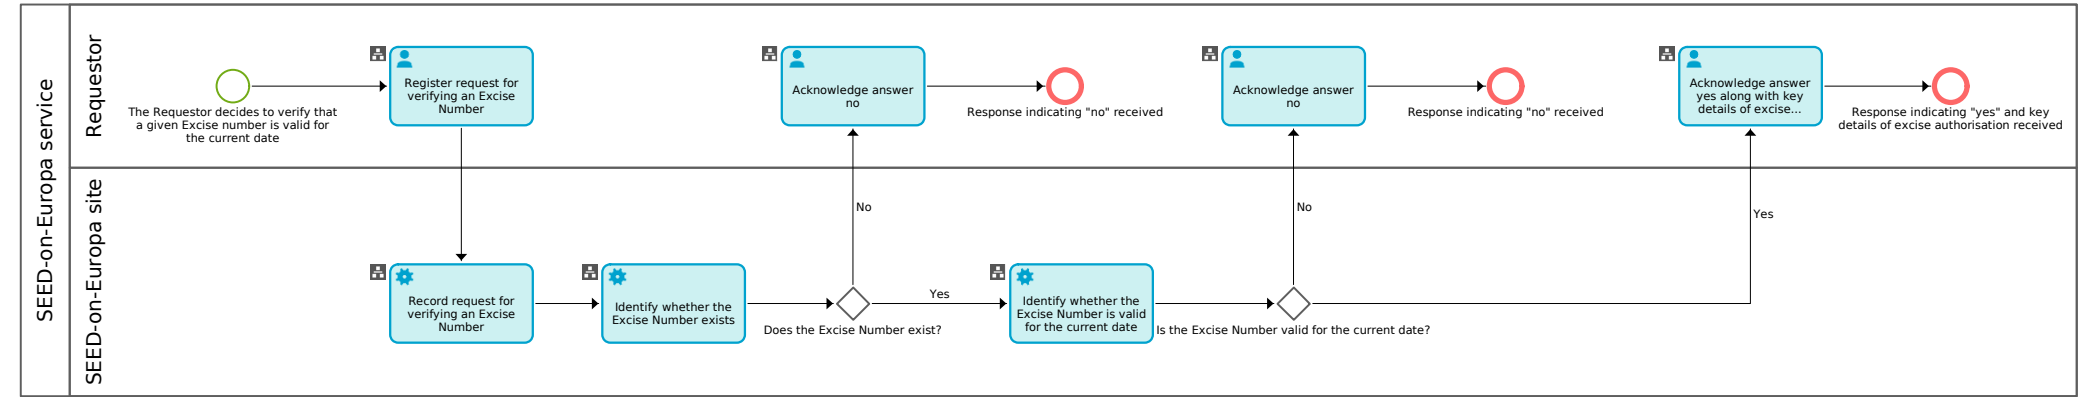 SEED-on-Europa service
Requestor
The Requestor decides to verify that
a given Excise number is valid for
the current date
Register request for
verifying an Excise
Number
Acknowledge answer
no
Response indicating "no" received
Acknowledge answer
no
Response indicating "no" received
Acknowledge answer
yes along with key
details of excise...
Response indicating "yes" and key
details of excise authorisation received
SEED-on-Europa site
Record request for
verifying an Excise
Number
Identify whether the
Excise Number exists
No
Does the Excise Number exist?
Yes
Identify whether the
Excise Number is valid
for the current date
No
Is the Excise Number valid for the current date?
Yes